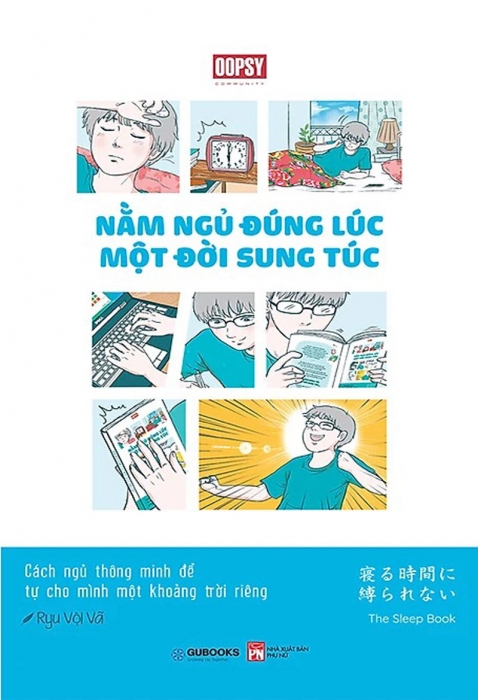 OOPSY
COMMUNITY
NẰM NGỦ ĐÚNG LÚC
MỘT ĐỜI SUNG TÚC
Cách ngủ thông minh để
tự cho mình một khoảng trời riêng
Ryu Vội Vã
寝る時間に
縛られない
The Sleep Book
GUBOOKS
PN
NHÀ XUẤT BẢN
PHỤ NỮ